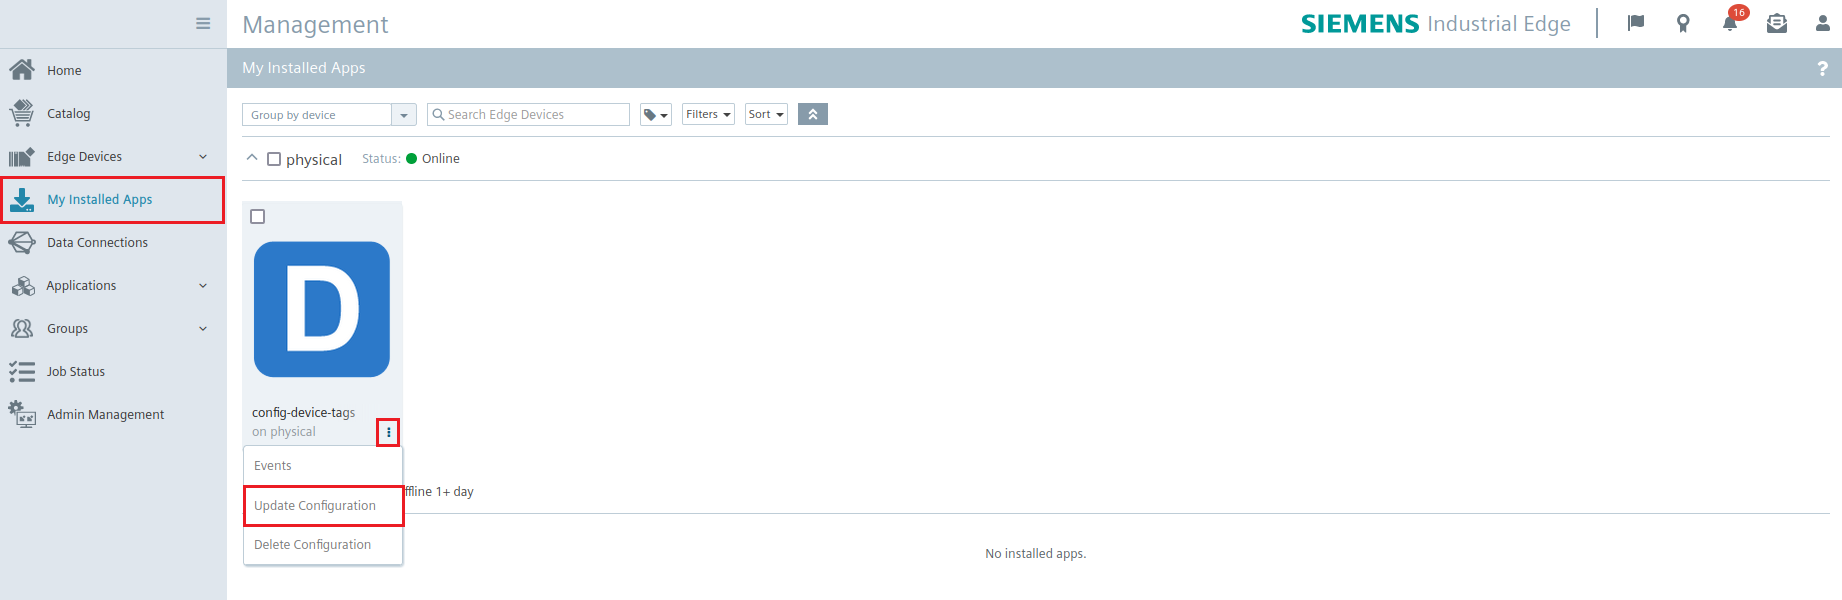 Management
SIEMENS Industrial Edge
16
Home
Catalog
Edge Devices
My Installed Apps
Data Connections
Applications
Groups
Job Status
Admin Management
My Installed Apps
?
Group by device
Search Edge Devices
Filters
Sort
physical
Status:
Online
D
config-device-tags
on physical
Events
Update Configuration
Delete Configuration
ffline 1+ day
No installed apps.